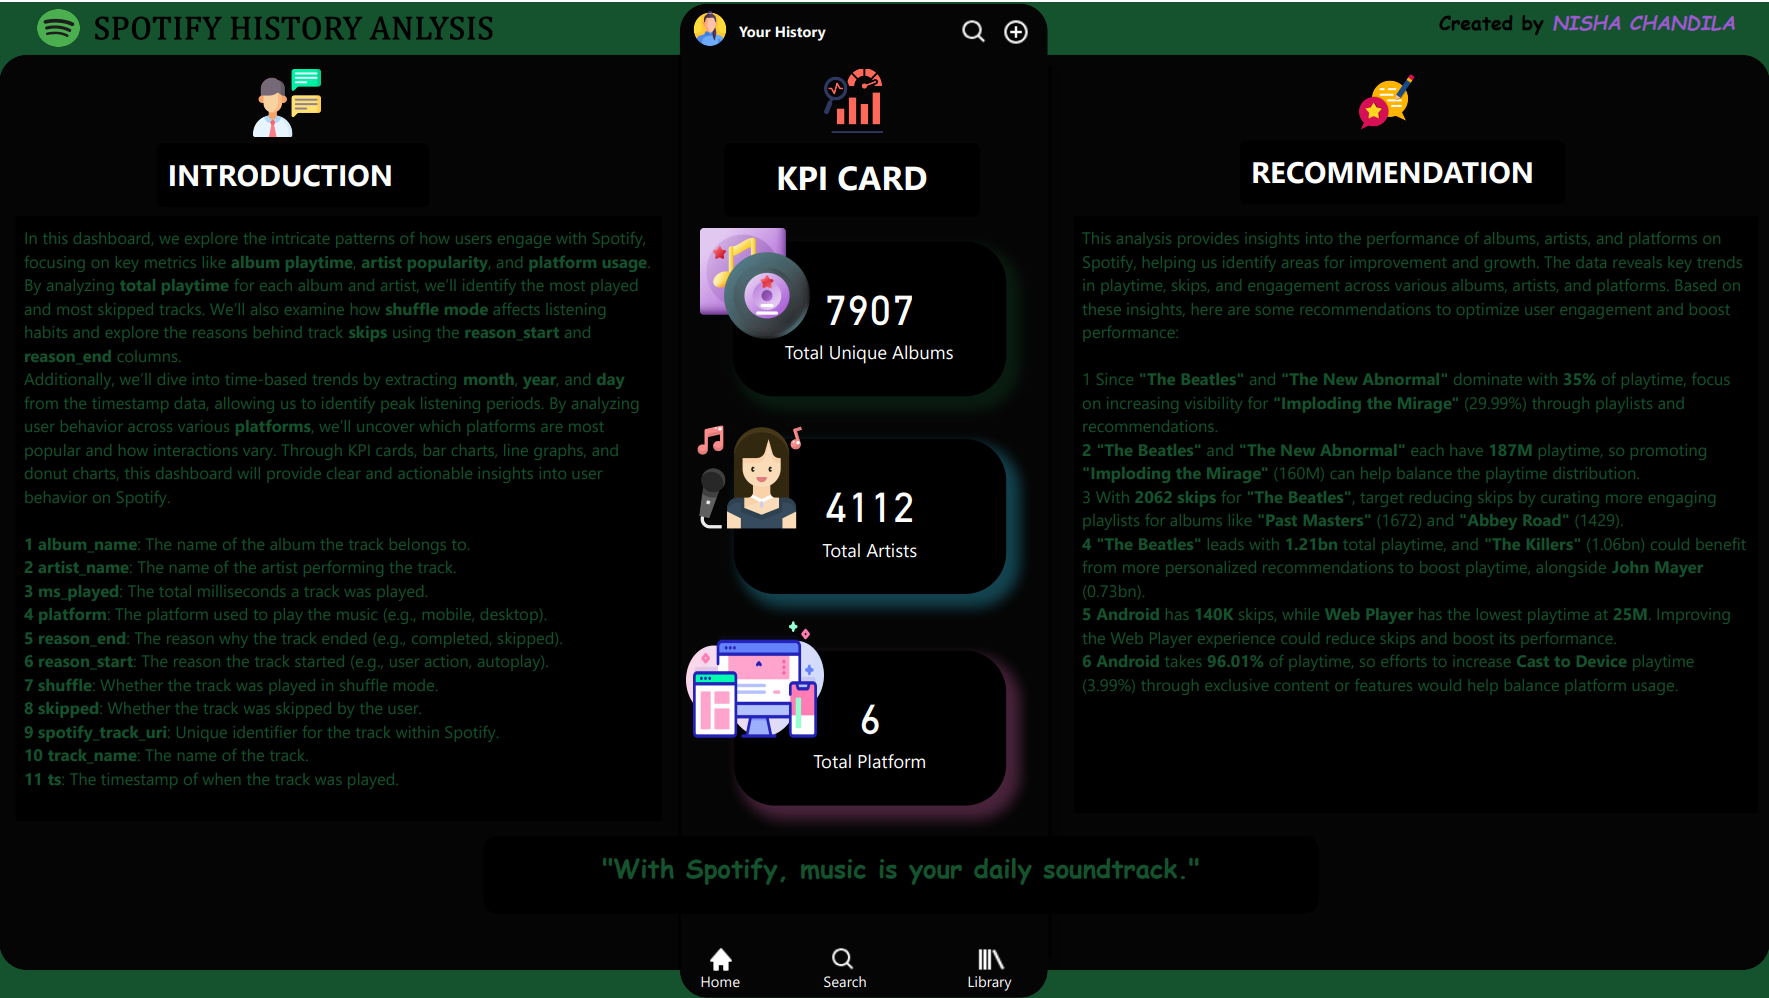 SPOTIFY HISTORY ANLYSIS
Your History
Created by NISHA CHANDILA
INTRODUCTION
In this dashboard, we explore the intricate patterns of how users engage with Spotify,
focusing on key metrics like album playtime, artist popularity, and platform usage.
By analyzing total playtime for each album and artist, we'll identify the most played
and most skipped tracks. We'll also examine how shuffle mode affects listening
habits and explore the reasons behind track skips using the reason_start and
reason_end columns.
Additionally, we'll dive into time-based trends by extracting month, year, and day
from the timestamp data, allowing us to identify peak listening periods. By analyzing
user behavior across various platforms, we'll uncover which platforms are most
popular and how interactions vary. Through KPI cards, bar charts, line graphs, and
donut charts, this dashboard will provide clear and actionable insights into user
behavior on Spotify.
1 album_name: The name of the album the track belongs to.
2 artist_name: The name of the artist performing the track.
3 ms_played: The total milliseconds a track was played.
4 platform: The platform used to play the music (e.g., mobile, desktop).
5 reason_end: The reason why the track ended (e.g., completed, skipped).
6 reason_start: The reason the track started (e.g., user action, autoplay).
7 shuffle: Whether the track was played in shuffle mode.
8 skipped: Whether the track was skipped by the user.
9 spotify_track_uri: Unique identifier for the track within Spotify.
10 track_name: The name of the track.
11 ts: The timestamp of when the track was played.
KPI CARD
7907
Total Unique Albums
4112
Total Artists
6
Total Platform
RECOMMENDATION
This analysis provides insights into the performance of albums, artists, and platforms on
Spotify, helping us identify areas for improvement and growth. The data reveals key trends
in playtime, skips, and engagement across various albums, artists, and platforms. Based on
these insights, here are some recommendations to optimize user engagement and boost
performance:
1 Since "The Beatles" and "The New Abnormal" dominate with 35% of playtime, focus
on increasing visibility for "Imploding the Mirage" (29.99%) through playlists and
recommendations.
2 "The Beatles" and "The New Abnormal" each have 187M playtime, so promoting
"Imploding the Mirage" (160M) can help balance the playtime distribution.
3 With 2062 skips for "The Beatles", target reducing skips by curating more engaging
playlists for albums like "Past Masters" (1672) and "Abbey Road" (1429).
4 "The Beatles" leads with 1.21bn total playtime, and "The Killers" (1.06bn) could benefit
from more personalized recommendations to boost playtime, alongside John Mayer
(0.73bn).
5 Android has 140K skips, while Web Player has the lowest playtime at 25M. Improving
the Web Player experience could reduce skips and boost its performance.
6 Android takes 96.01% of playtime, so efforts to increase Cast to Device playtime
(3.99%) through exclusive content or features would help balance platform usage.
"With Spotify, music is your daily soundtrack."
Home
Search
Library